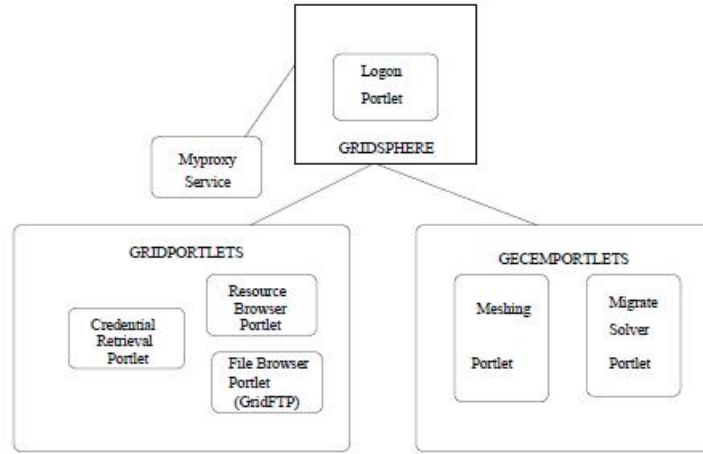 Logon
Portlet
GRIDSPHERE
Myproxy
Service
GRIDPORTLETS
Resource
Browser
Portlet
Credential
Retrieval
Portlet
File Browser
Portlet
(GridFTP)
GECEMPORTLETS
Meshing
Portlet
Migrate
Solver
Portlet